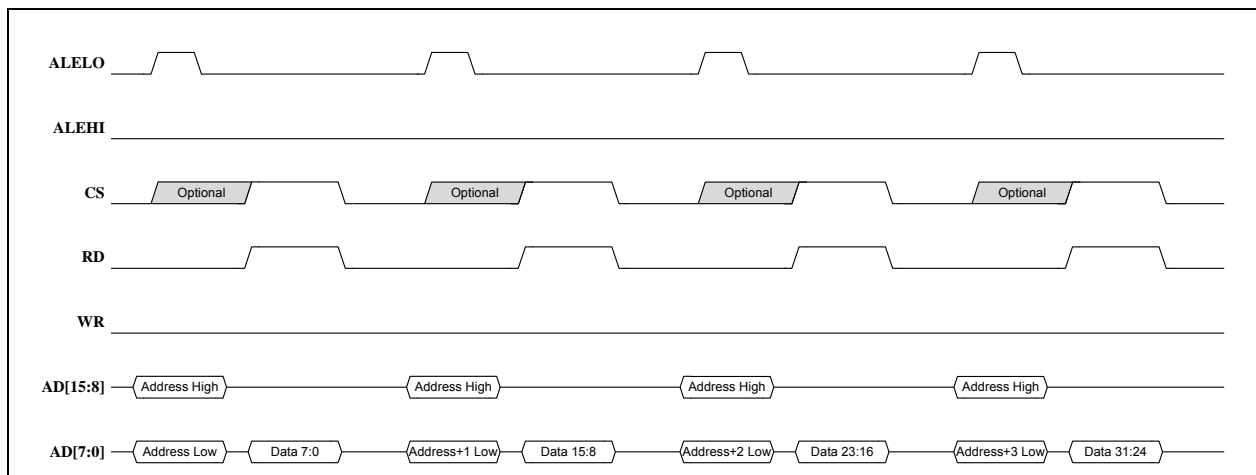 ALELO
ALEHI
CS Optional Optional Optional Optional
RD
WR
AD[15:8] Address High Address High Address High Address High
AD[7:0] Address Low Data 7:0 Address+1 Low Data 15:8 Address+2 Low Data 23:16 Address+3 Low Data 31:24